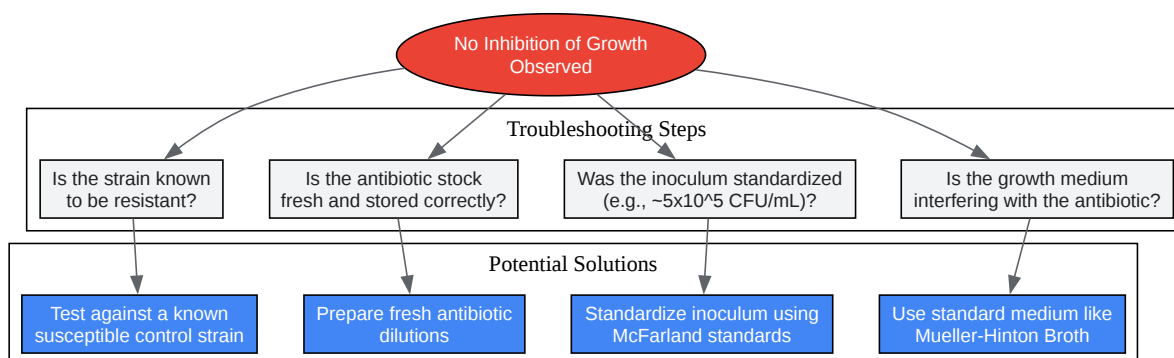 No Inhibition of Growth
Observed
Troubleshooting Steps
Is the strain known
to be resistant?
Is the antibiotic stock
fresh and stored correctly?
Was the inoculum standardized
(e.g., ~5x10^5 CFU/mL)?
Is the growth medium
interfering with the antibiotic?
Potential Solutions
Test against a known
susceptible control strain
Prepare fresh antibiotic
dilutions
Standardize inoculum using
McFarland standards
Use standard medium like
Mueller-Hinton Broth